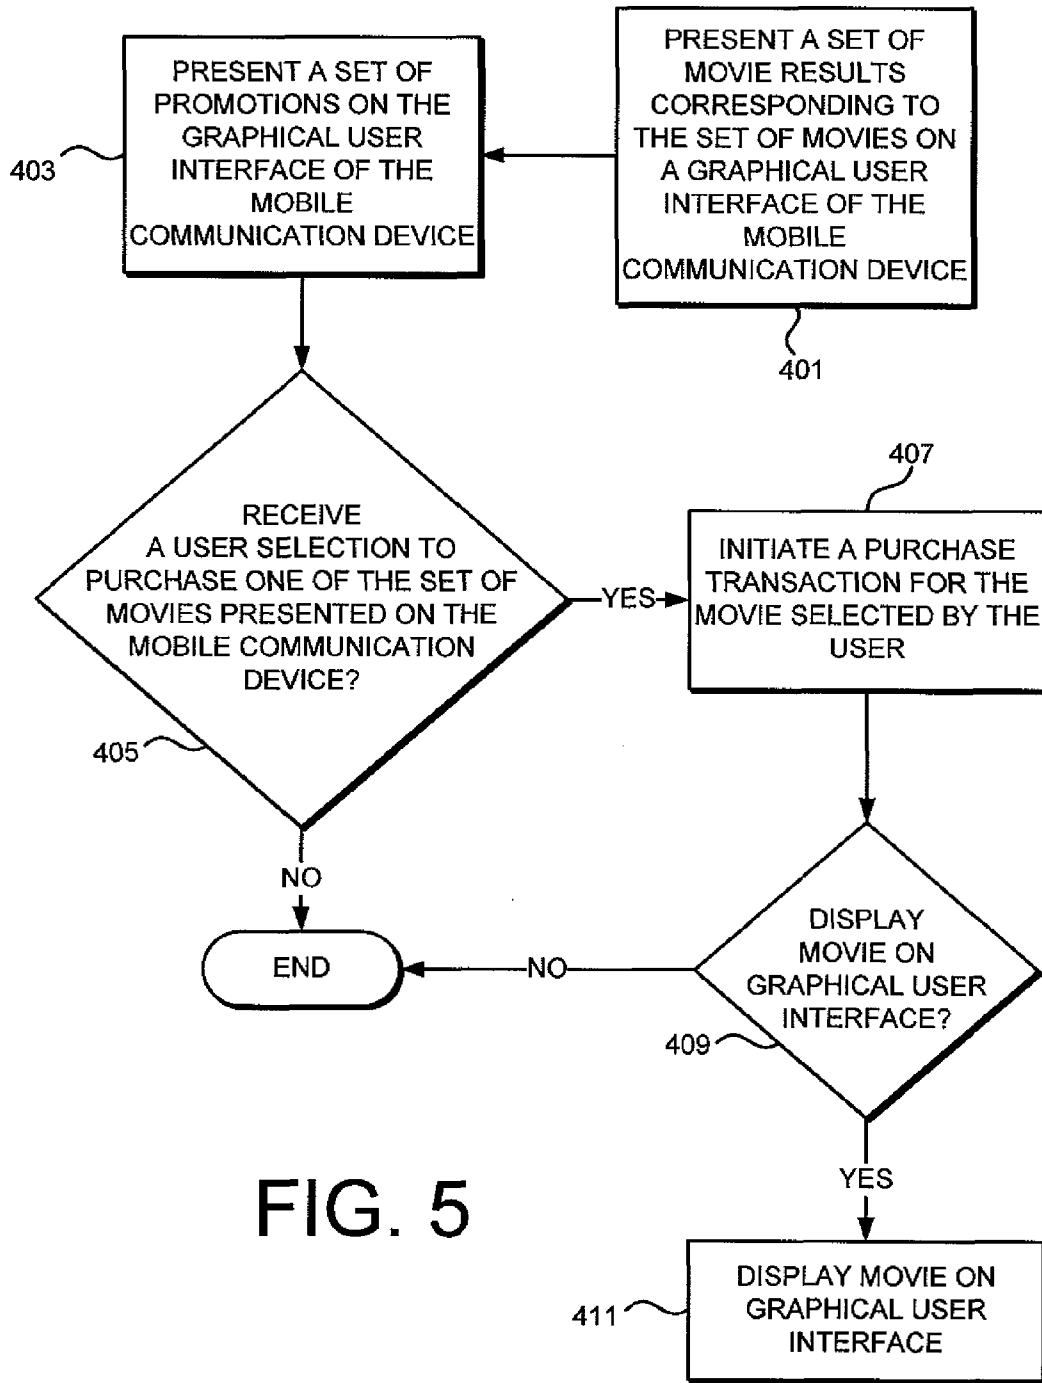 PRESENT A SET OF
PROMOTIONS ON THE
GRAPHICAL USER
INTERFACE OF THE
MOBILE
COMMUNICATION DEVICE
403
PRESENT A SET OF
MOVIE RESULTS
CORRESPONDING TO
THE SET OF MOVIES ON
A GRAPHICAL USER
INTERFACE OF THE
MOBILE
COMMUNICATION DEVICE
401
RECEIVE
A USER SELECTION TO
PURCHASE ONE OF THE SET OF
MOVIES PRESENTED ON THE
MOBILE COMMUNICATION
DEVICE?
405
YES
407
INITIATE A PURCHASE
TRANSACTION FOR THE
MOVIE SELECTED BY THE
USER
NO
END
NO
DISPLAY
MOVIE ON
GRAPHICAL USER
INTERFACE?
409
YES
FIG. 5
DISPLAY MOVIE ON
GRAPHICAL USER
INTERFACE
411